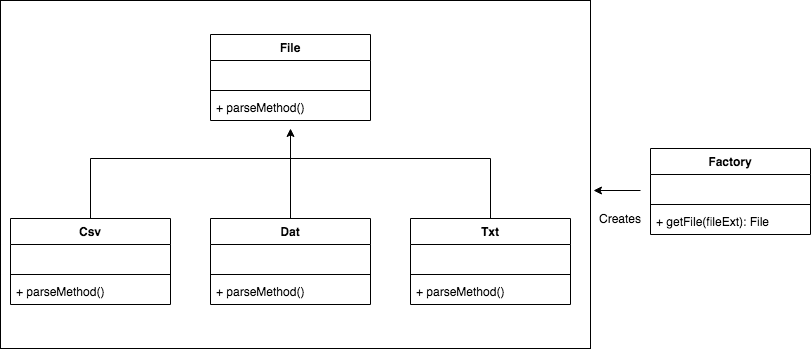 File
+ parseMethod()
Factory
+ getFile(fileExt): File
Creates
Csv
+ parseMethod()
Dat
+ parseMethod()
Txt
+ parseMethod()